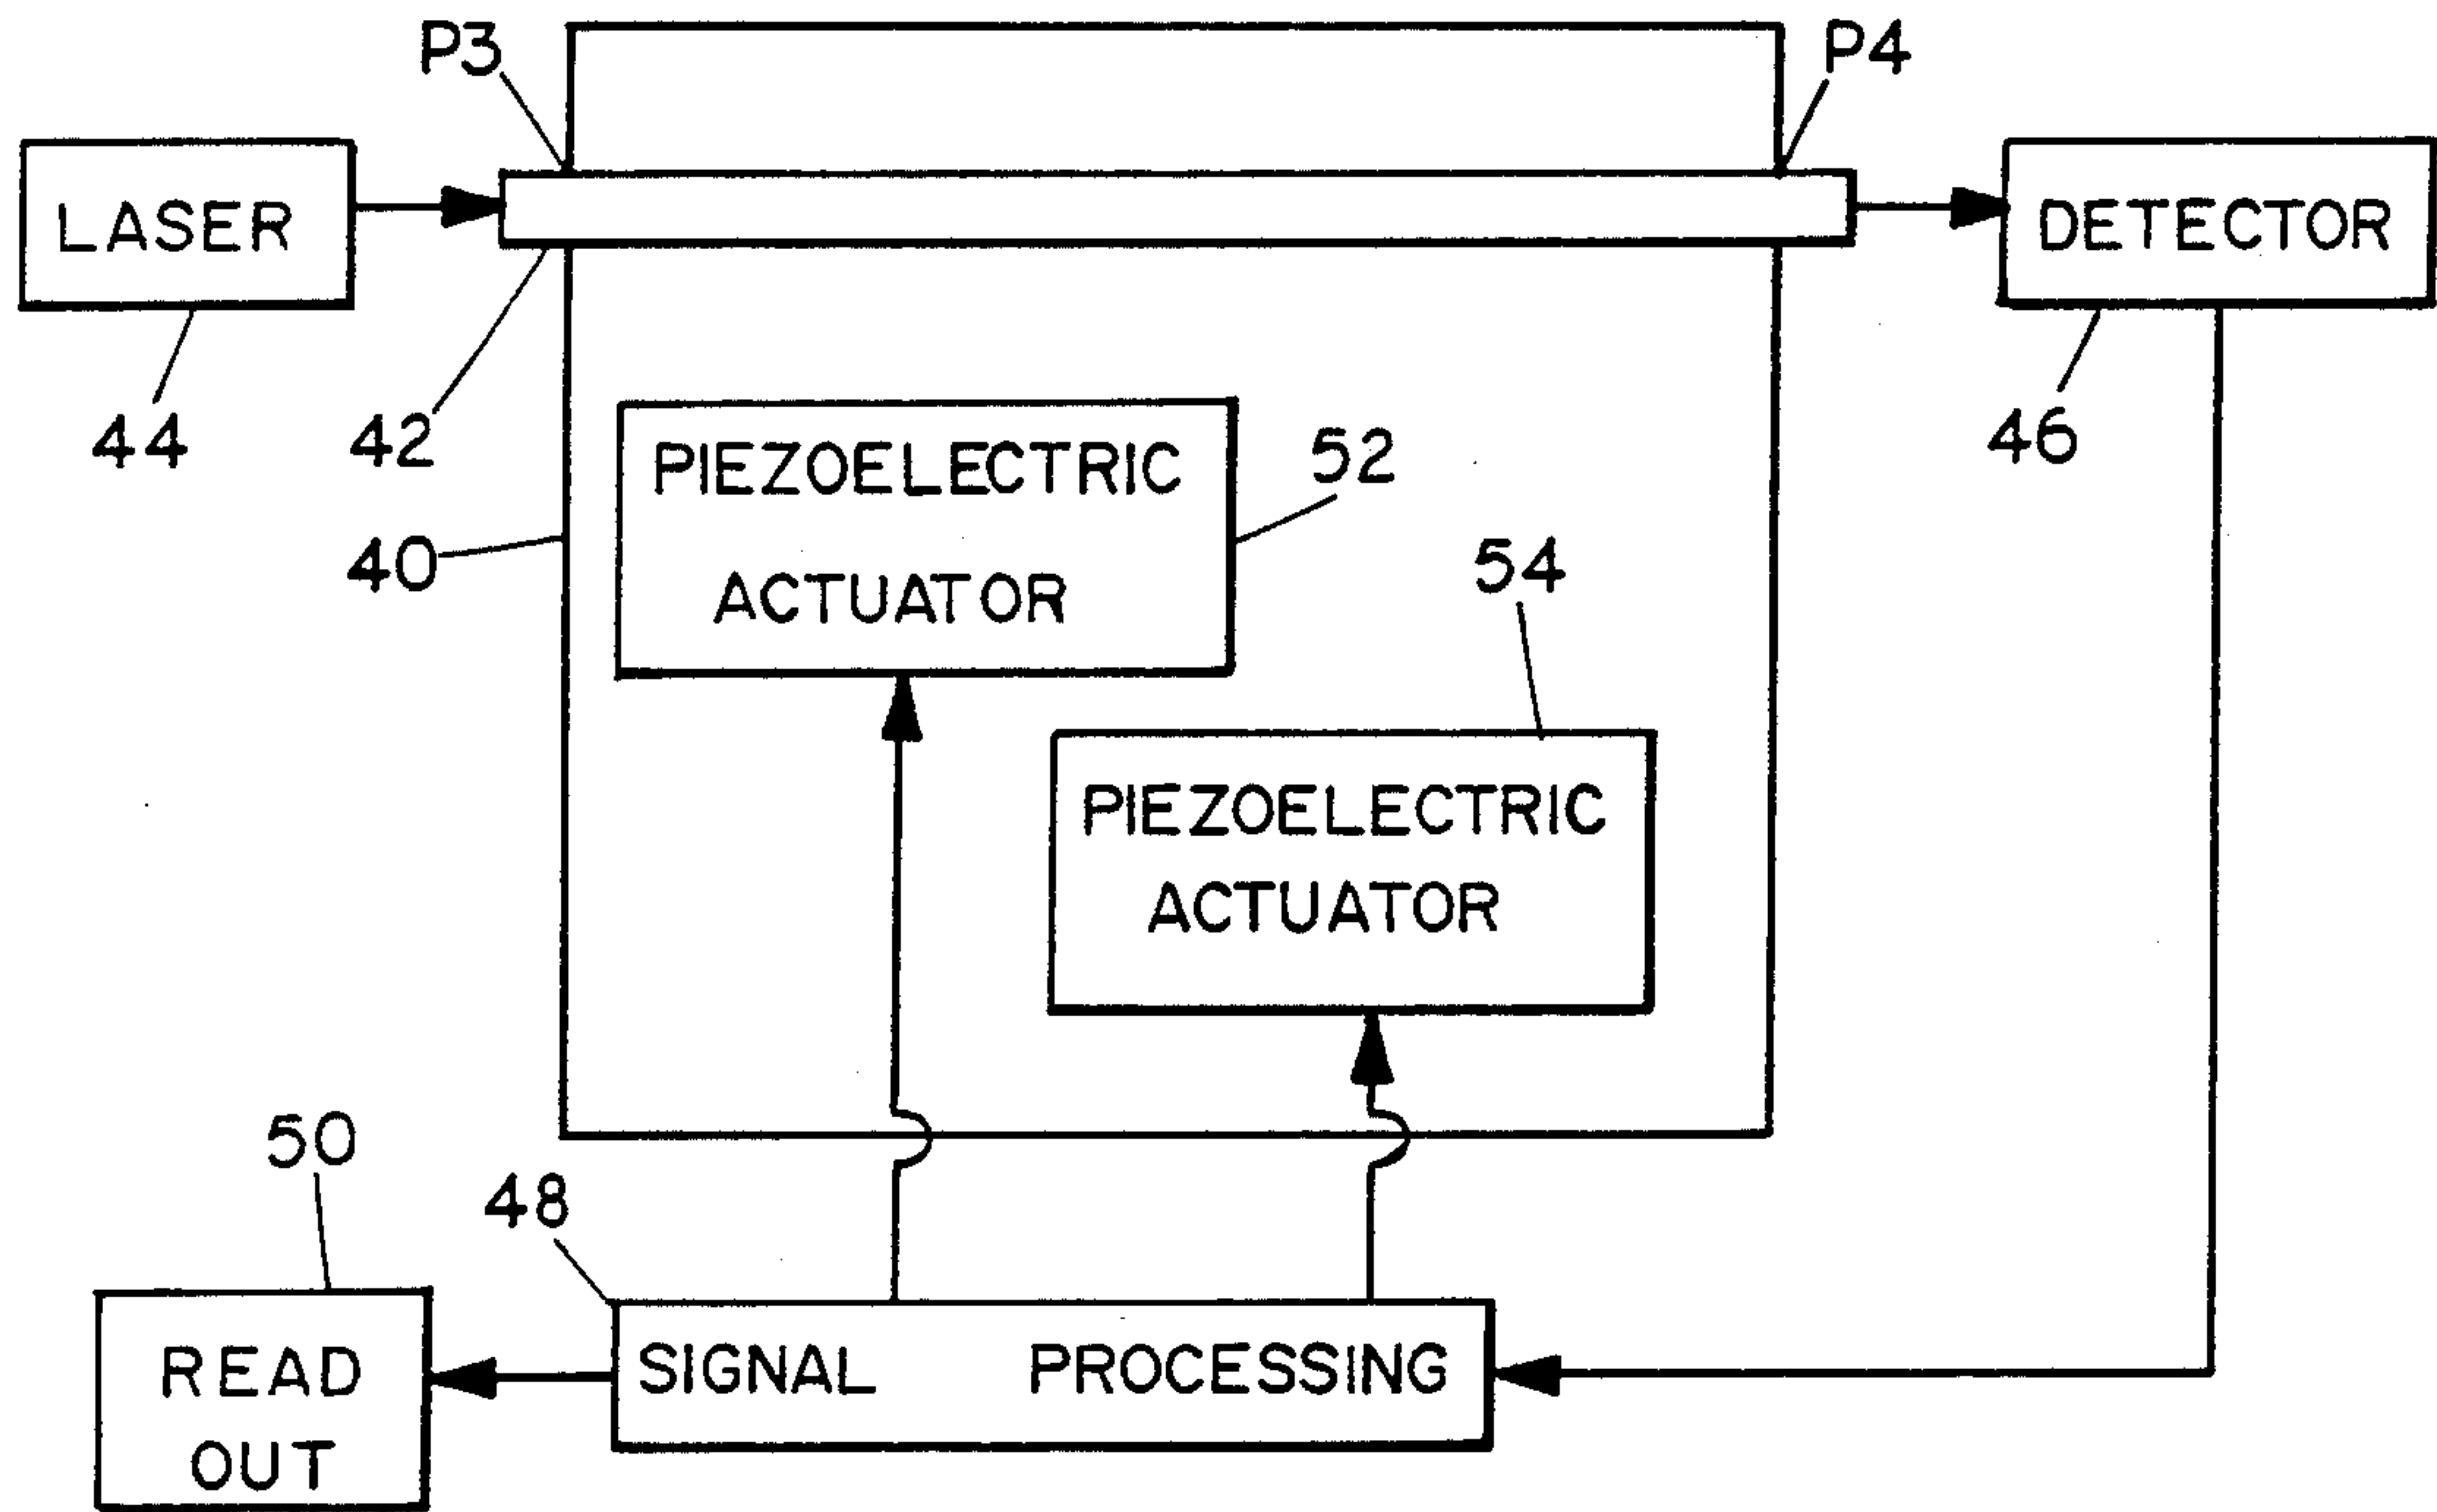 P3
P4
LASER
DETECTOR
44
42
46
PIEZOELECTRIC
ACTUATOR
52
40
54
PIEZOELECTRIC
ACTUATOR
50
48
SIGNAL PROCESSING
READ
OUT